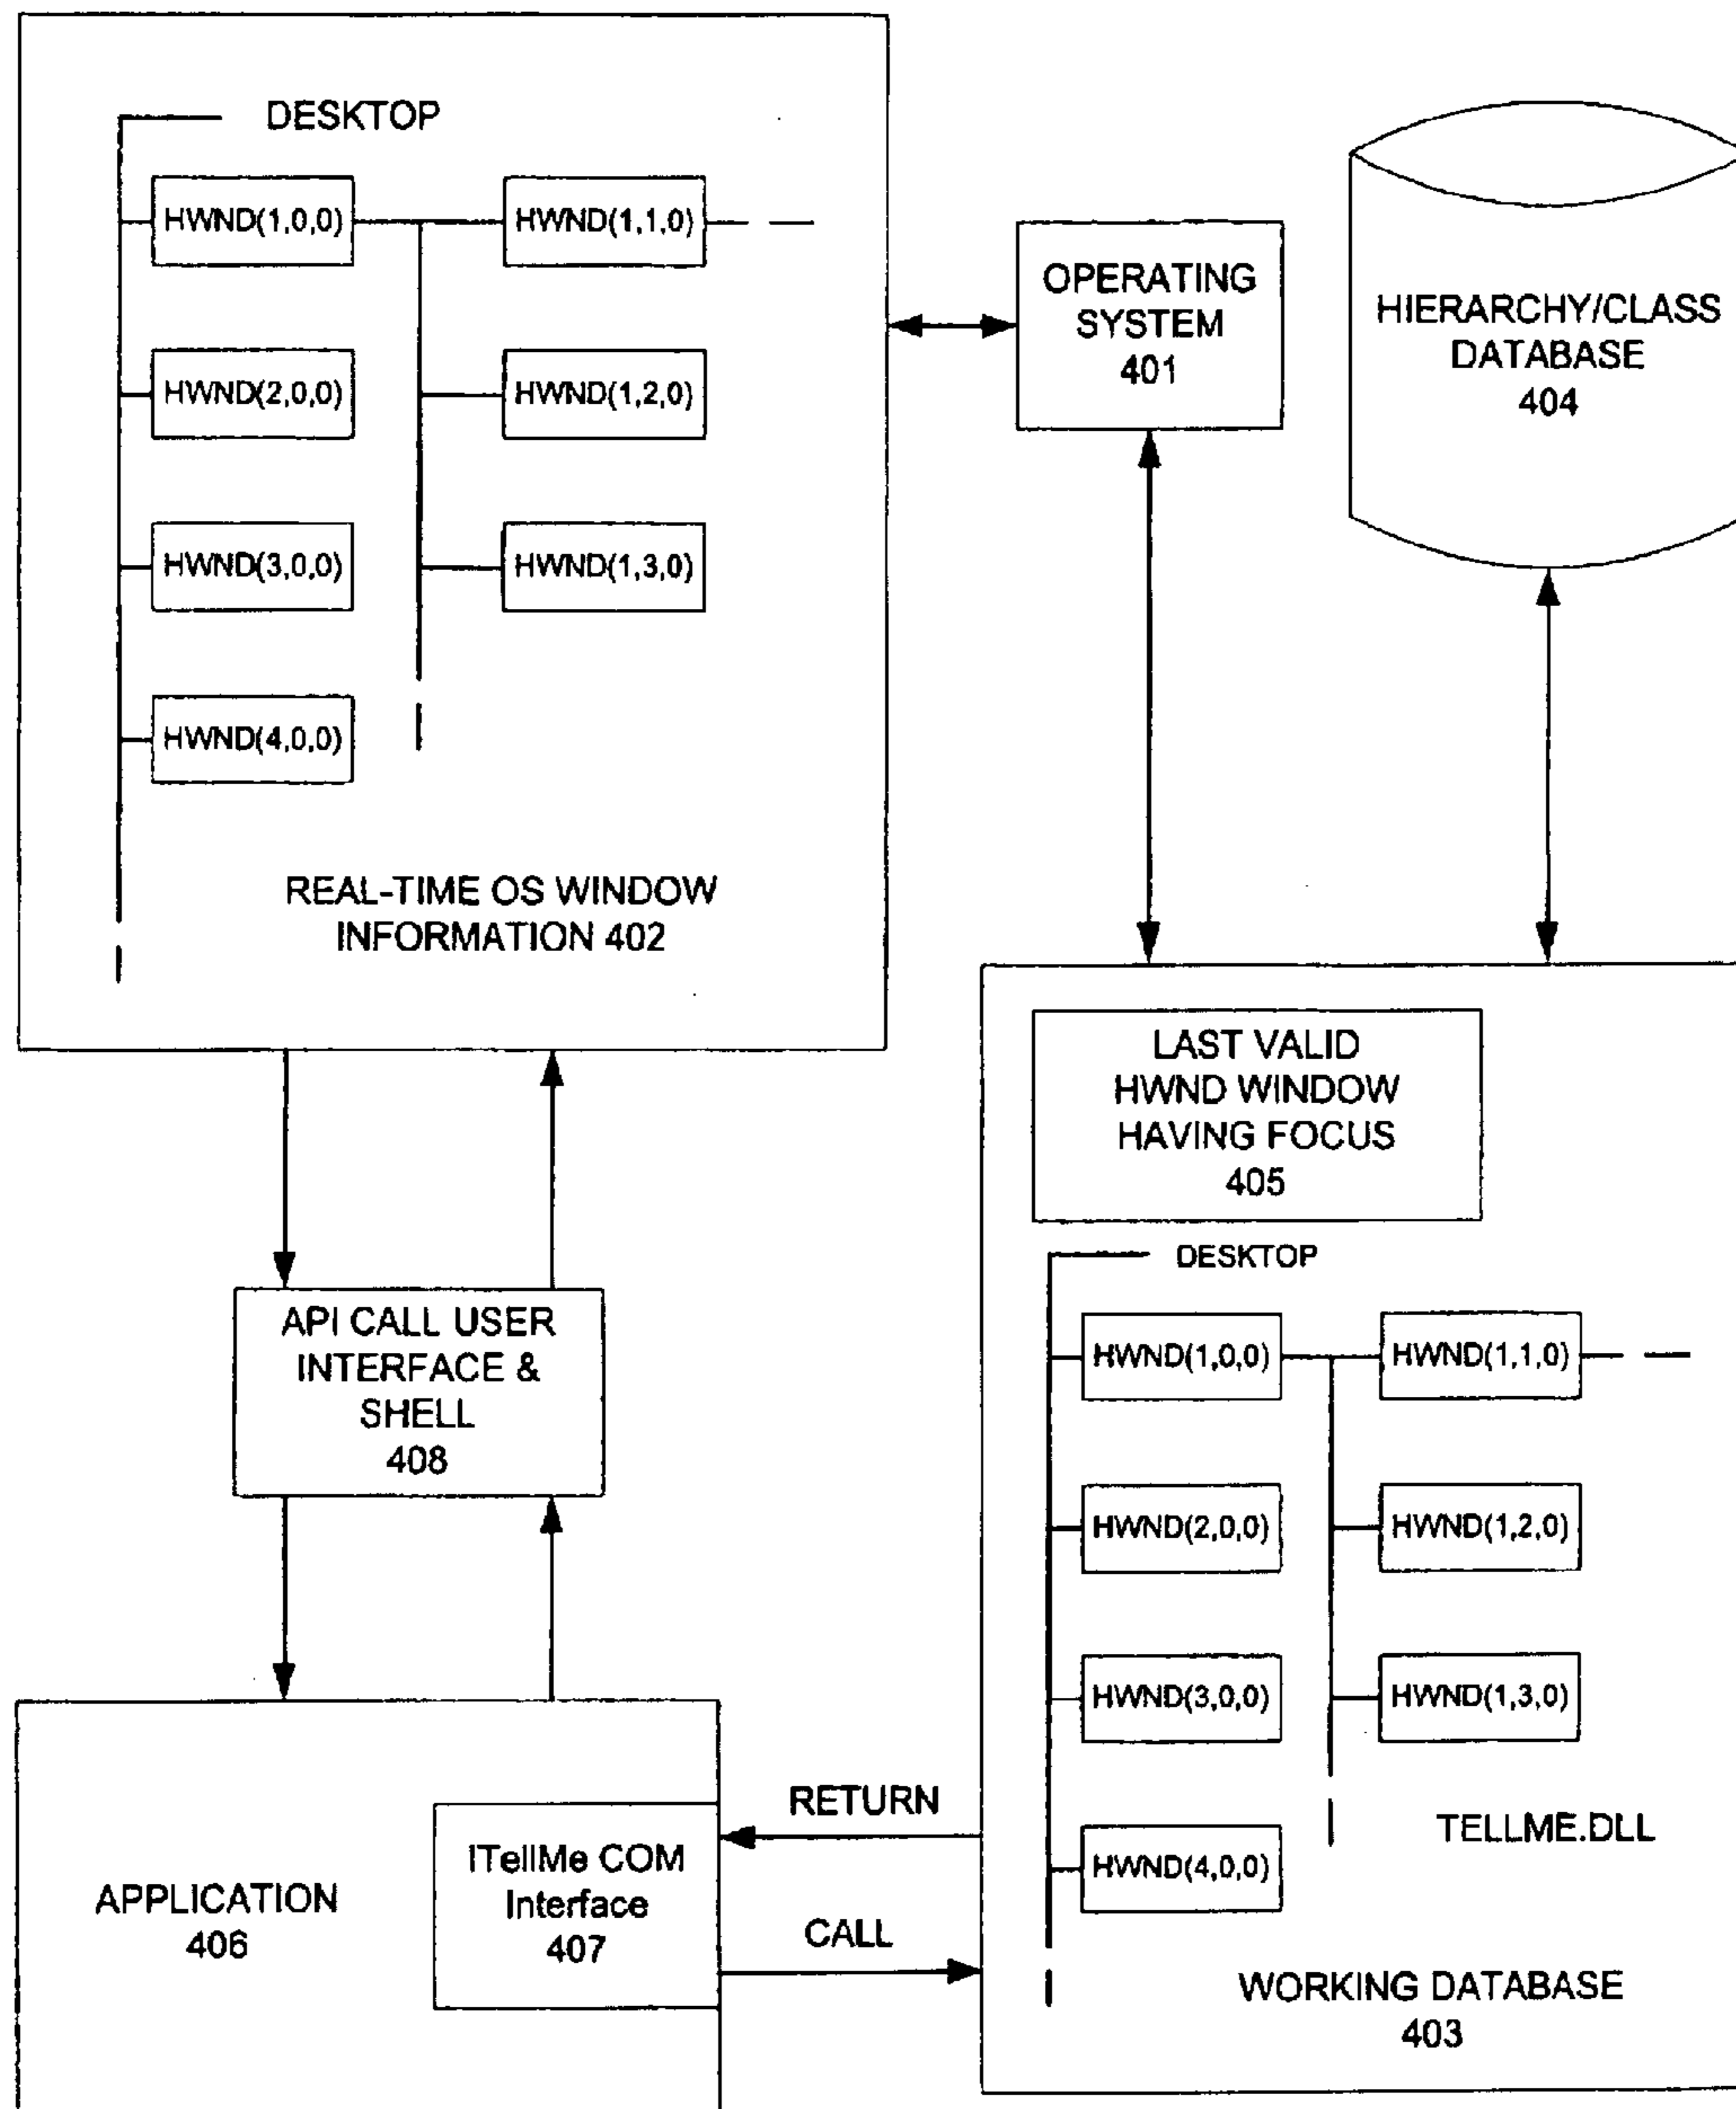 DESKTOP
HWND(1,0,0)
HWND(1,1,0)
HWND(2,0,0)
HWND(1,2,0)
HWND(3,0,0)
HWND(1,3,0)
HWND(4,0,0)
REAL-TIME OS WINDOW
INFORMATION 402
OPERATING
SYSTEM
401
HIERARCHY/CLASS
DATABASE
404
LAST VALID
HWND WINDOW
HAVING FOCUS
405
DESKTOP
HWND(1,0,0)
HWND(1,1,0)
HWND(2,0,0)
HWND(1,2,0)
HWND(3,0,0)
HWND(1,3,0)
HWND(4,0,0)
TELLME.DLL
WORKING DATABASE
403
API CALL USER
INTERFACE &
SHELL
408
APPLICATION
406
ITellMe COM
Interface
407
RETURN
CALL